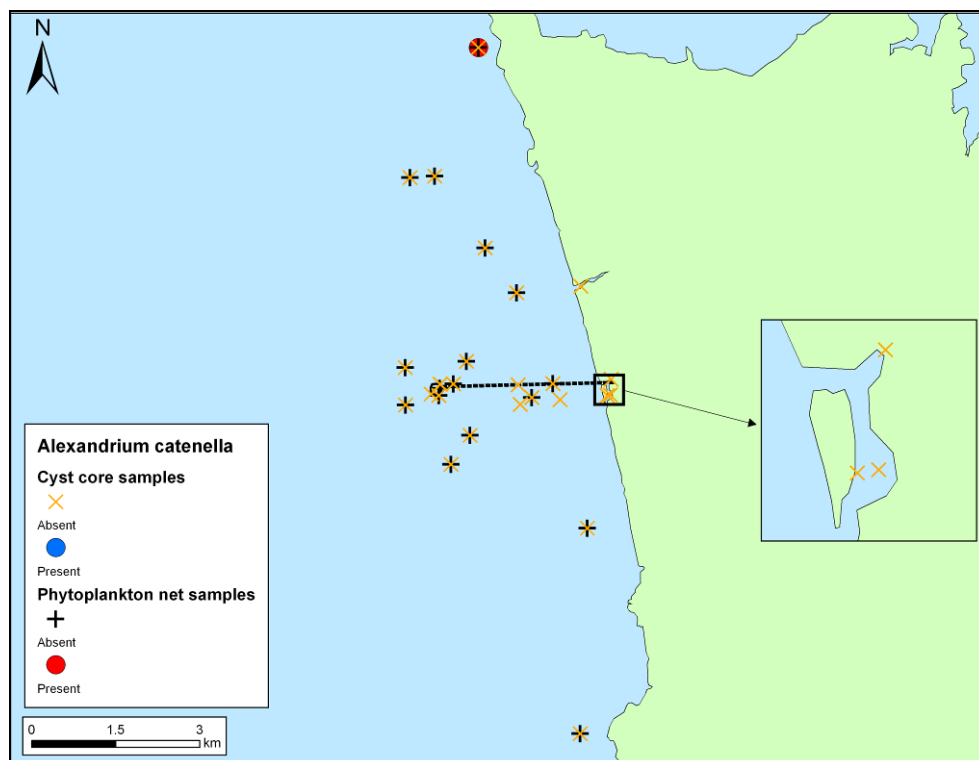 N
Alexandrium catenella
Cyst core samples
Absent
Present
Phytoplankton net samples
Absent
Present
0 1.5 3
km